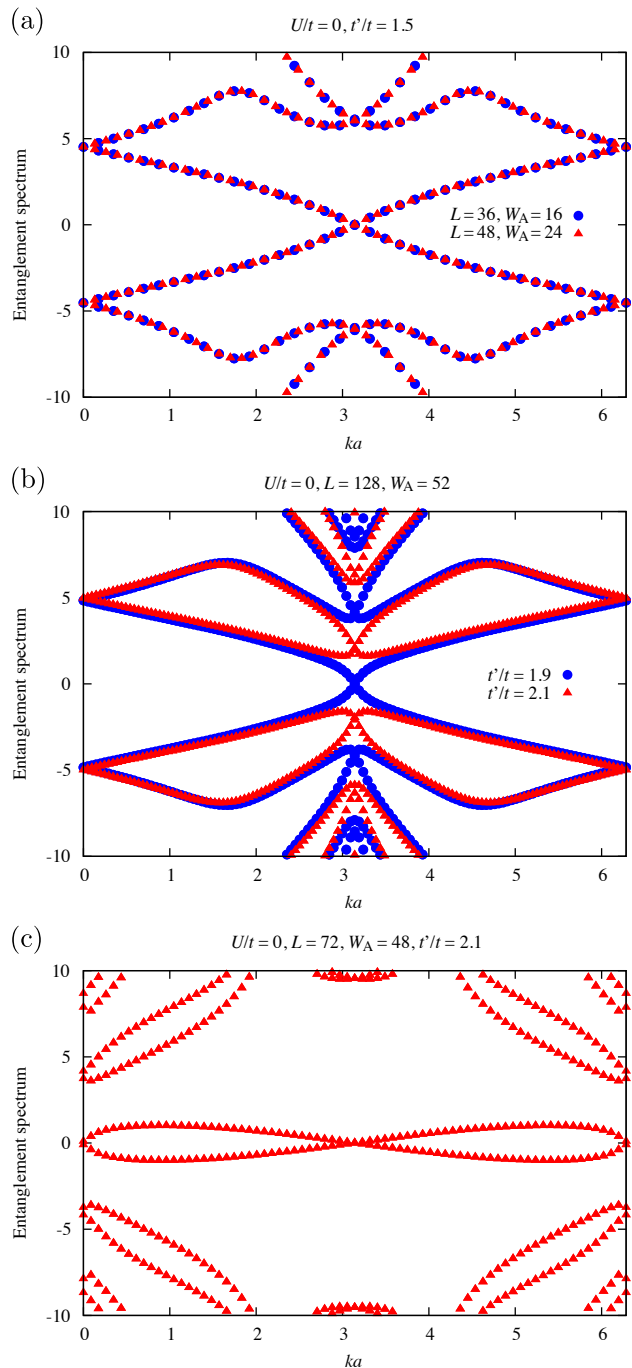 (a)
U/t = 0, t'/t = 1.5
10
5
0
-5
-10
Entanglement spectrum
L = 36, W_A = 16
L = 48, W_A = 24
0 1 2 3 4 5 6
ka
(b)
U/t = 0, L = 128, W_A = 52
10
5
0
-5
-10
Entanglement spectrum
t'/t = 1.9
t'/t = 2.1
0 1 2 3 4 5 6
ka
(c)
U/t = 0, L = 72, W_A = 48, t'/t = 2.1
10
5
0
-5
-10
Entanglement spectrum
0 1 2 3 4 5 6
ka